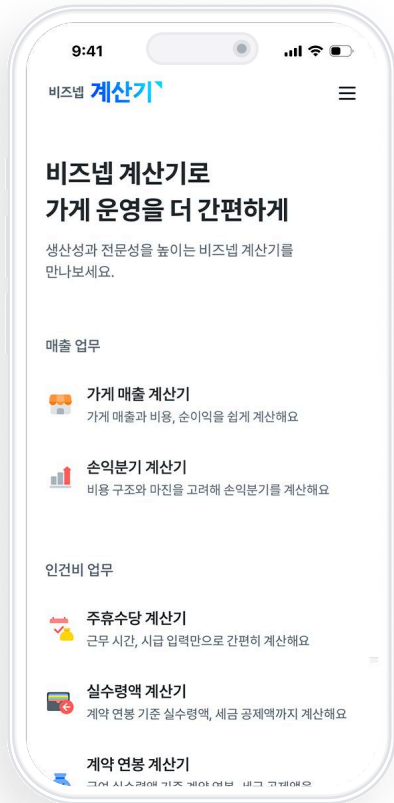 9:41
비즈넵 계산기
비즈넵 계산기로
가게 운영을 더 간편하게
생산성과 전문성을 높이는 비즈넵 계산기를
만나보세요.
매출 업무
가게 매출 계산기
가게 매출과 비용, 순이익을 쉽게 계산해요
손익분기 계산기
비용 구조와 마진을 고려해 손익분기를 계산해요
인건비 업무
주휴수당 계산기
근무 시간, 시급 입력만으로 간편히 계산해요
실수령액 계산기
계약 연봉 기준 실수령액, 세금 공제액까지 계산해요
계약 연봉 계산기